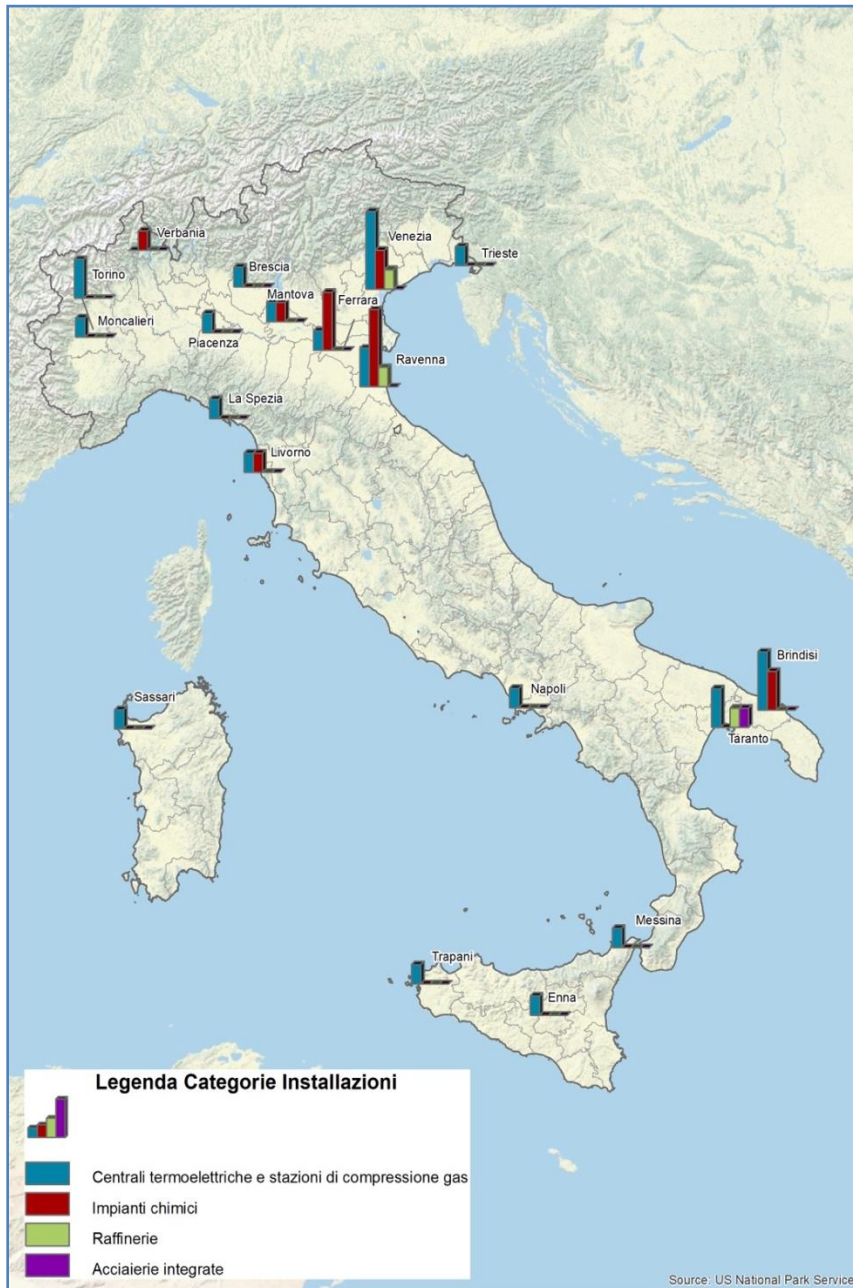 Verbania
Venezia
Trieste
Torino
Brescia
Mantova
Ferrara
Moncalieri
Piacenza
Ravenna
La Spezia
Livorno
Brindisi
Napoli
Sassari
Taranto
Messina
Trapani
Enna
Legenda Categorie Installazioni
Centrali termoelettriche e stazioni di compressione gas
Impianti chimici
Raffinerie
Acciaierie integrate
Source: US National Park Service